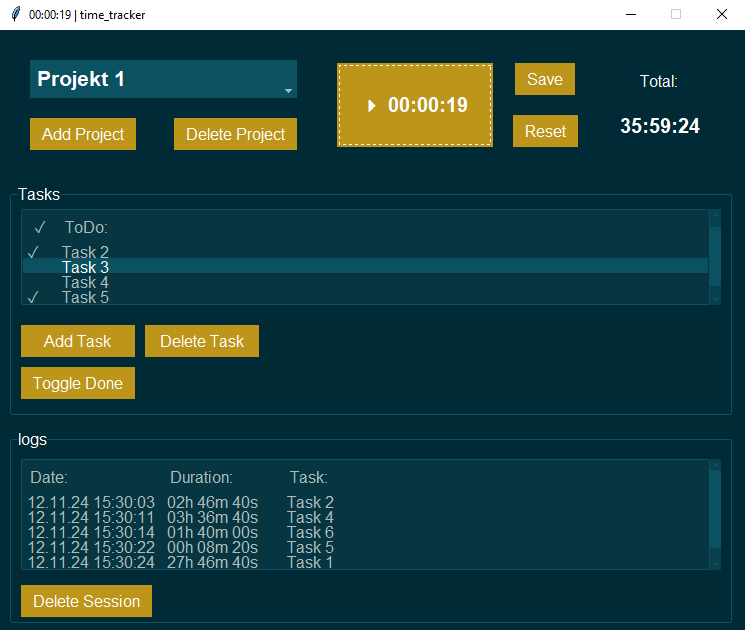 00:00:19 | time_tracker
Projekt 1
Add Project
Delete Project
00:00:19
Save
Reset
Total:
35:59:24
Tasks
✓ ToDo:
✓ Task 2
Task 3
Task 4
✓ Task 5
Add Task
Delete Task
Toggle Done
logs
Date: Duration: Task:
12.11.24 15:30:03 02h 46m 40s Task 2
12.11.24 15:30:11 03h 36m 40s Task 4
12.11.24 15:30:14 01h 40m 00s Task 6
12.11.24 15:30:22 00h 08m 20s Task 5
12.11.24 15:30:24 27h 46m 40s Task 1
Delete Session